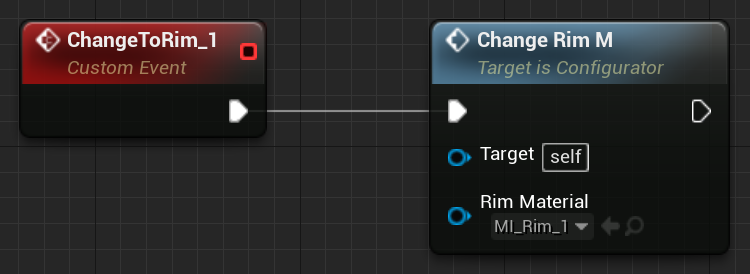 ChangeToRim_1
Custom Event
Change Rim M
Target is Configurator
Target self
Rim Material
MI_Rim_1